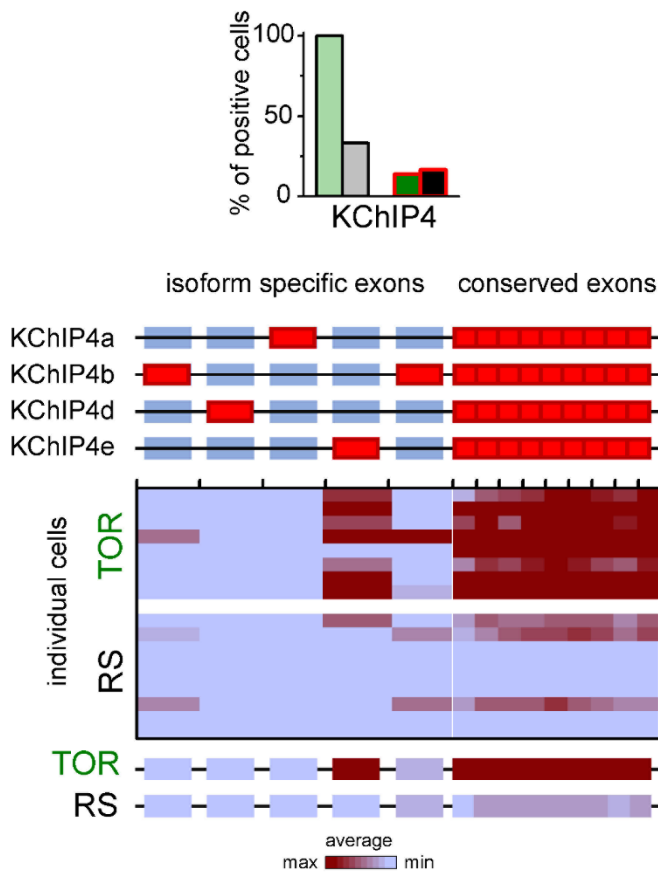 100
50
0
% of positive cells
KChIP4
isoform specific exons
conserved exons
KChIP4a
KChIP4b
KChIP4d
KChIP4e
individual cells
TOR
RS
TOR
RS
average
max
min